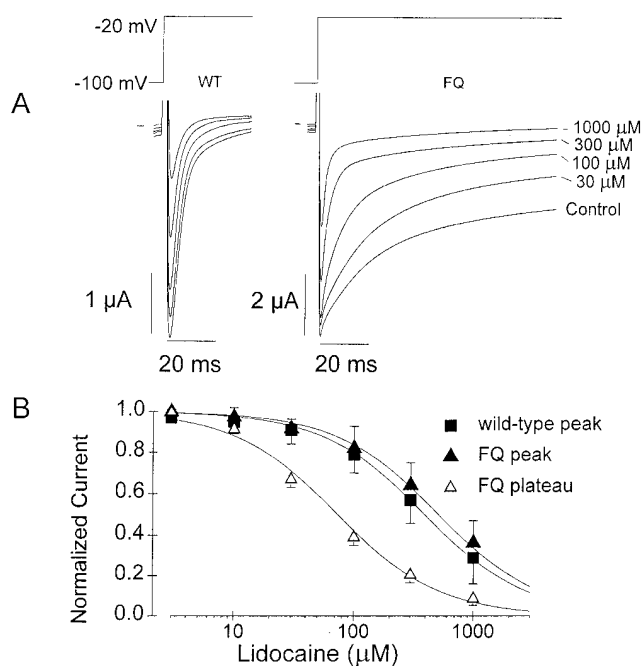 -20 mV
-100 mV
WT
FQ
A
1000 µM
300 µM
100 µM
30 µM
Control
1 µA
2 µA
20 ms
20 ms
B
1.0
0.8
0.6
0.4
0.2
0.0
Normalized Current
wild-type peak
FQ peak
FQ plateau
10
100
1000
Lidocaine (µM)